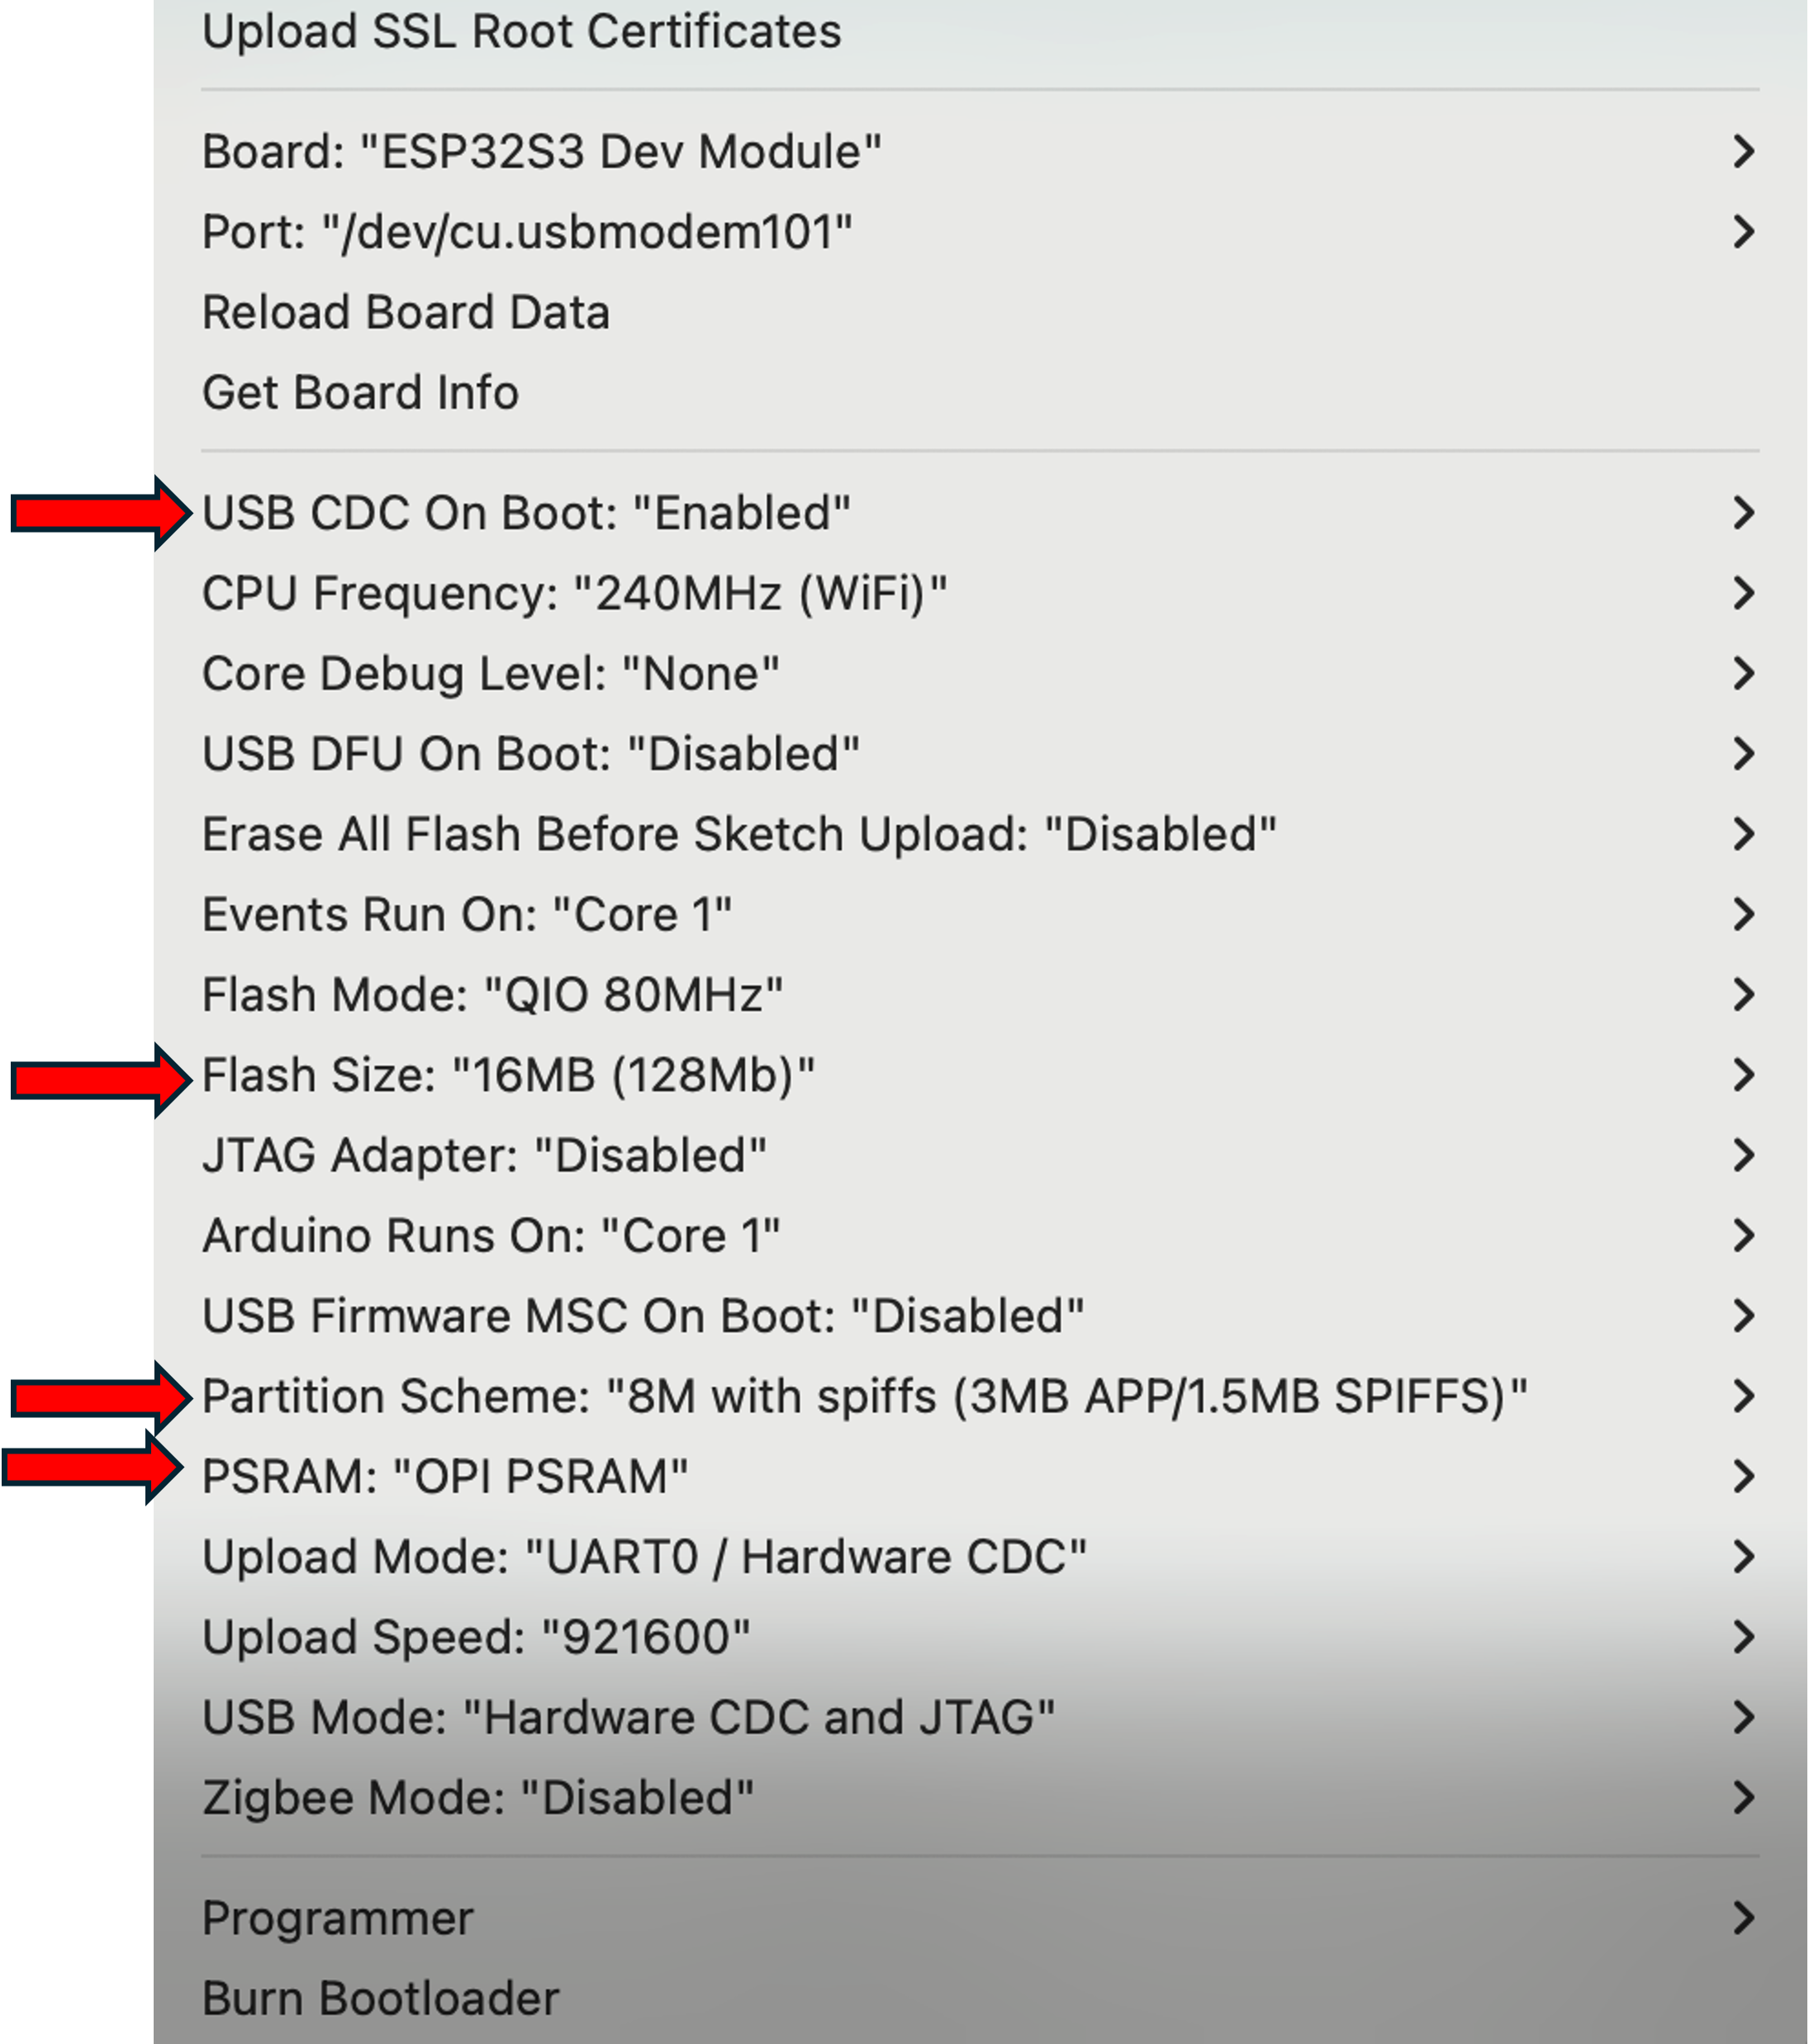 Upload SSL Root Certificates
Board: "ESP32S3 Dev Module"
Port: "/dev/cu.usbmodem101"
Reload Board Data
Get Board Info
USB CDC On Boot: "Enabled"
CPU Frequency: "240MHz (WiFi)"
Core Debug Level: "None"
USB DFU On Boot: "Disabled"
Erase All Flash Before Sketch Upload: "Disabled"
Events Run On: "Core 1"
Flash Mode: "QIO 80MHz"
Flash Size: "16MB (128Mb)"
JTAG Adapter: "Disabled"
Arduino Runs On: "Core 1"
USB Firmware MSC On Boot: "Disabled"
Partition Scheme: "8M with spiffs (3MB APP/1.5MB SPIFFS)"
PSRAM: "OPI PSRAM"
Upload Mode: "UART0 / Hardware CDC"
Upload Speed: "921600"
USB Mode: "Hardware CDC and JTAG"
Zigbee Mode: "Disabled"
Programmer
Burn Bootloader